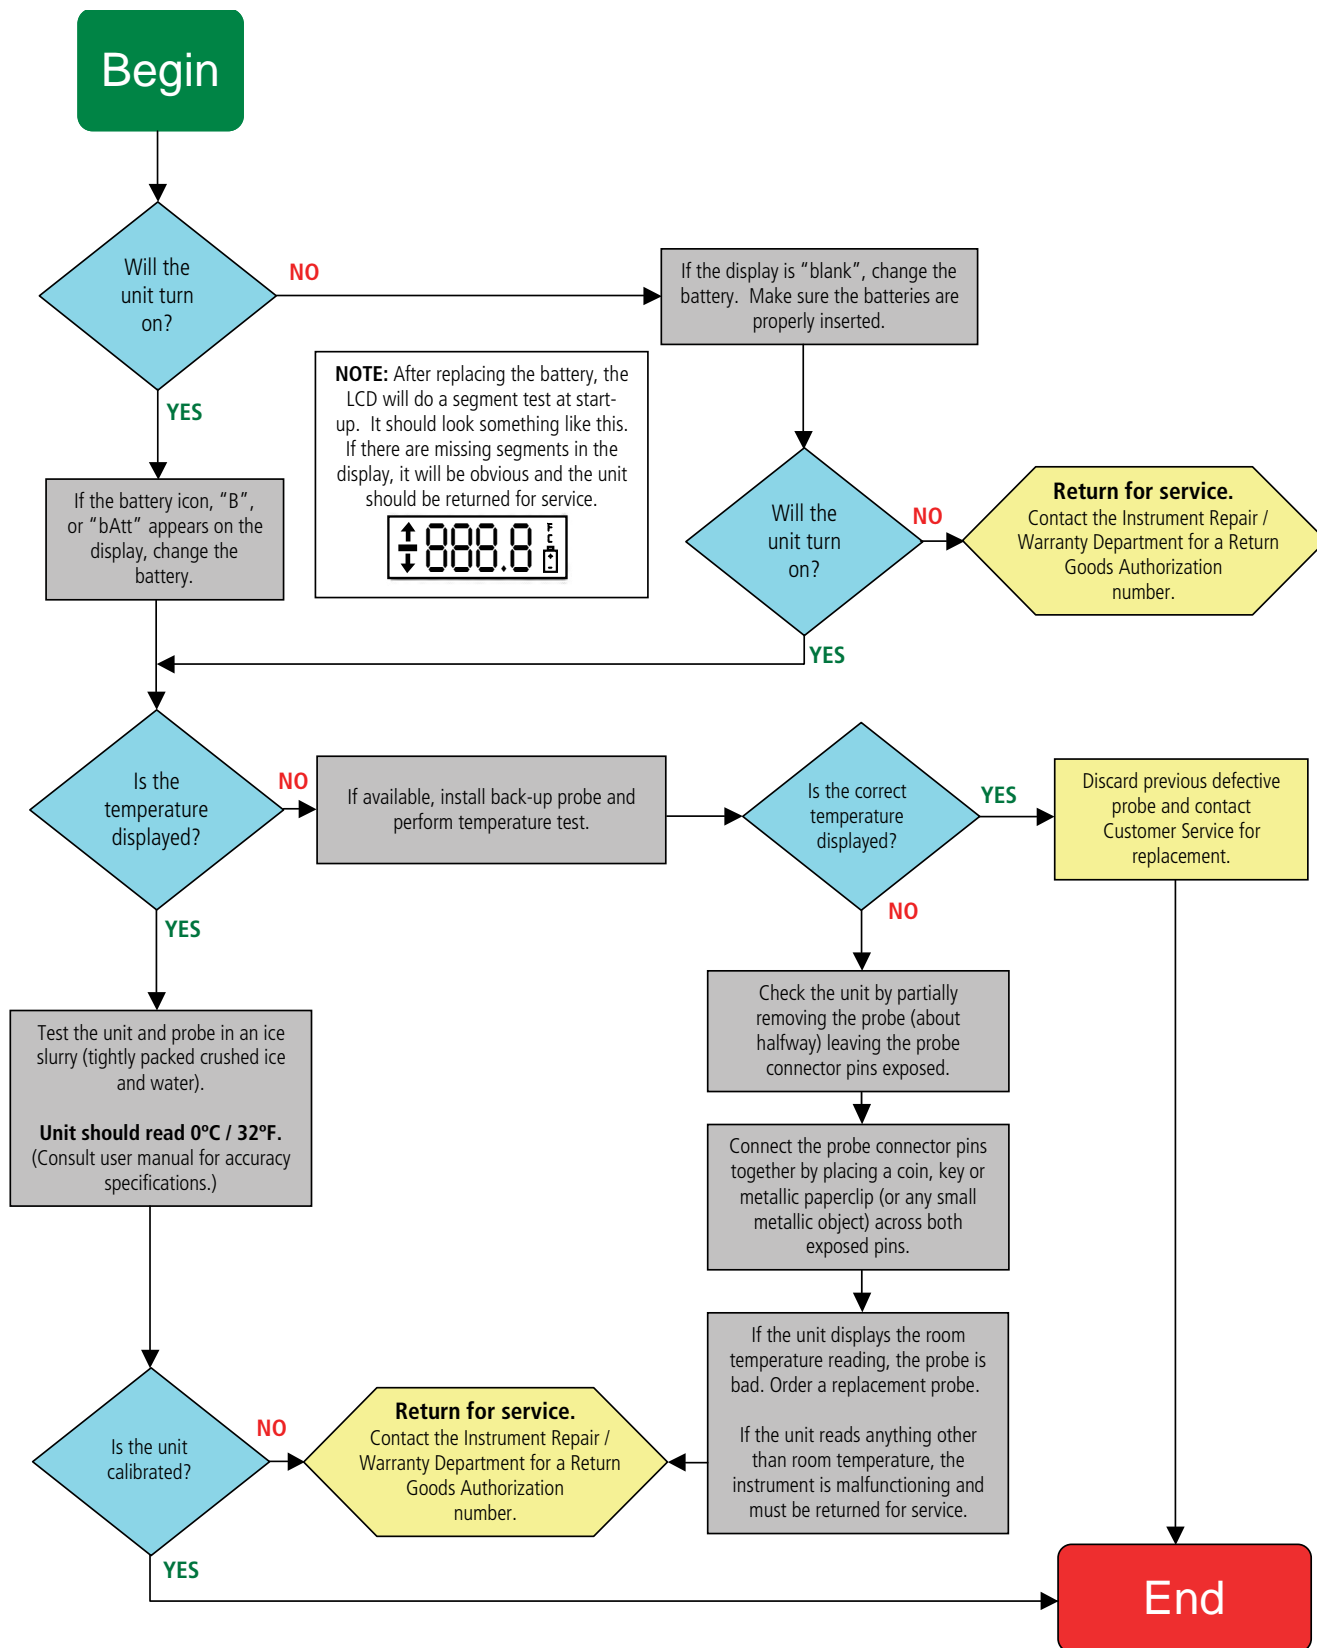 Begin
Will the
unit turn
on?
NO
If the display is “blank”, change the
battery.  Make sure the batteries are
properly inserted.
YES
NOTE: After replacing the battery, the
LCD will do a segment test at start-
up.  It should look something like this.
If there are missing segments in the
display, it will be obvious and the unit
should be returned for service.
888.8
F
C
If the battery icon, “B”,
or “bAtt” appears on the
display, change the
battery.
Will the
unit turn
on?
NO
Return for service.
Contact the Instrument Repair /
Warranty Department for a Return
Goods Authorization
number.
YES
Is the
temperature
displayed?
NO
If available, install back-up probe and
perform temperature test.
Is the correct
temperature
displayed?
YES
Discard previous defective
probe and contact
Customer Service for
replacement.
YES
NO
Test the unit and probe in an ice
slurry (tightly packed crushed ice
and water).
Unit should read 0ºC / 32ºF.
(Consult user manual for accuracy
specifications.)
Check the unit by partially
removing the probe (about
halfway) leaving the probe
connector pins exposed.
Connect the probe connector pins
together by placing a coin, key or
metallic paperclip (or any small
metallic object) across both
exposed pins.
If the unit displays the room
temperature reading, the probe is
bad. Order a replacement probe.
If the unit reads anything other
than room temperature, the
instrument is malfunctioning and
must be returned for service.
Is the unit
calibrated?
NO
Return for service.
Contact the Instrument Repair /
Warranty Department for a Return
Goods Authorization
number.
YES
End